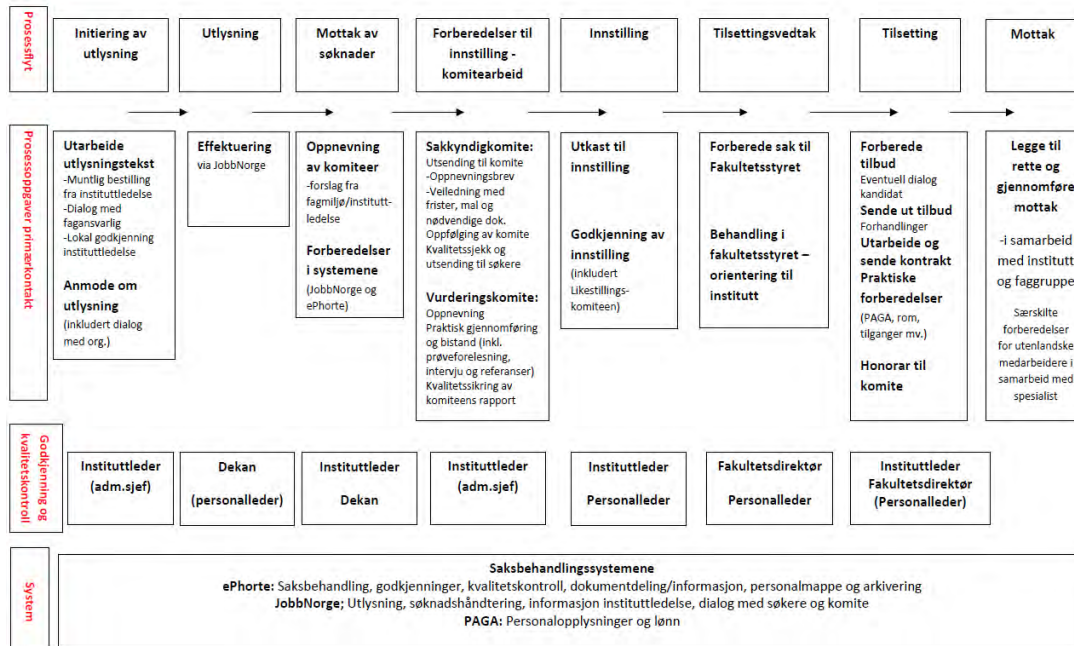 Prosessflyt
Initiering av
utlysning
Utlysning
Mottak av
søknader
Forberedelser til
innstilling -
komitearbeid
Innstilling
Tilsettingsvedtak
Tilsetting
Mottak
Prosessoppgaver primærkontakt
Utarbeide
utlysningstekst
-Muntlig bestilling
fra instituttledelse
-Dialog med
fagansvarlig
-Lokal godkjenning
instituttledelse
Anmode om
utlysning
(inkludert dialog
med org.)
Effektuering
via JobbNorge
Oppnevning
av komiteer
-forslag fra
fagmiljø/institutt-
ledelse
Forberedelser
i systemene
(JobbNorge og
ePhorte)
Sakkyndigkomite:
Utsending til komite
-Oppnevningsbrev
-Veiledning med
frister, mal og
nødvendige dok.
Oppfølging av komite
Kvalitetssjekk og
utsending til søkere
Vurderingskomite:
Oppnevning
Praktisk gjennomføring
og bistand (inkl.
prøveforelesning,
intervju og referanser)
Kvalitetssikring av
komiteens rapport
Utkast til
innstilling
Godkjenning av
innstilling
(inkludert
Likestillings-
komiteen)
Forberede sak til
Fakultetsstyret
Behandling i
fakultetsstyret –
orientering til
institutt
Forberede
tilbud
Eventuell dialog
kandidat
Sende ut tilbud
Forhandlinger
Utarbeide og
sende kontrakt
Praktiske
forberedelser
(PAGA, rom,
tilganger mv.)
Honorar til
komite
Legge til
rette og
gjennomføre
mottak
-i samarbeid
med institutt
og faggruppe
Særskilte
forberedelser
for utenlandske
medarbeidere i
samarbeid med
spesialist
Godkjenning og
kvalitetskontroll
Instituttleder
(adm.sjef)
Dekan
(personalleder)
Instituttleder
Dekan
Instituttleder
(adm.sjef)
Instituttleder
Personalleder
Fakultetsdirektør
Personalleder
Instituttleder
Fakultetsdirektør
(Personalleder)
System
Saksbehandlingssystemene
ePhorte: Saksbehandling, godkjenninger, kvalitetskontroll, dokumentdeling/informasjon, personalmappe og arkivering
JobbNorge; Utlysning, søknadshåndtering, informasjon instituttledelse, dialog med søkere og komite
PAGA: Personalopplysninger og lønn